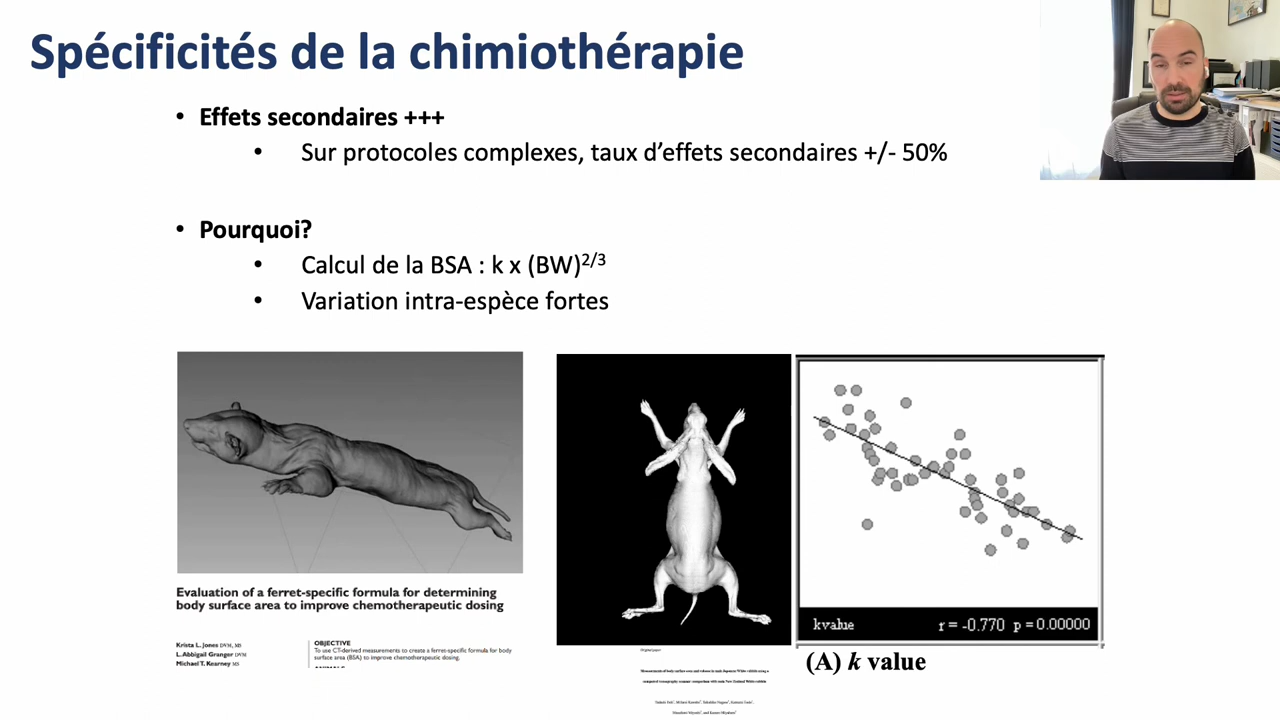 Spécificités de la chimiothérapie
• Effets secondaires +++
• Sur protocoles complexes, taux d’effets secondaires +/- 50%
• Pourquoi?
• Calcul de la BSA : k x (BW)2/3
• Variation intra-espèce fortes
Evaluation of a ferret-specific formula for determining
body surface area to improve chemotherapeutic dosing
Krista L. Jones DVM, MS
L. Abbigail Granger DVM
Michael T. Kearney MS
OBJECTIVE
To use CT-derived measurements to create a ferret-specific formula for body
surface area (BSA) to improve chemotherapeutic dosing.
kvalue r = -0.770 p = 0.00000
(A) k value